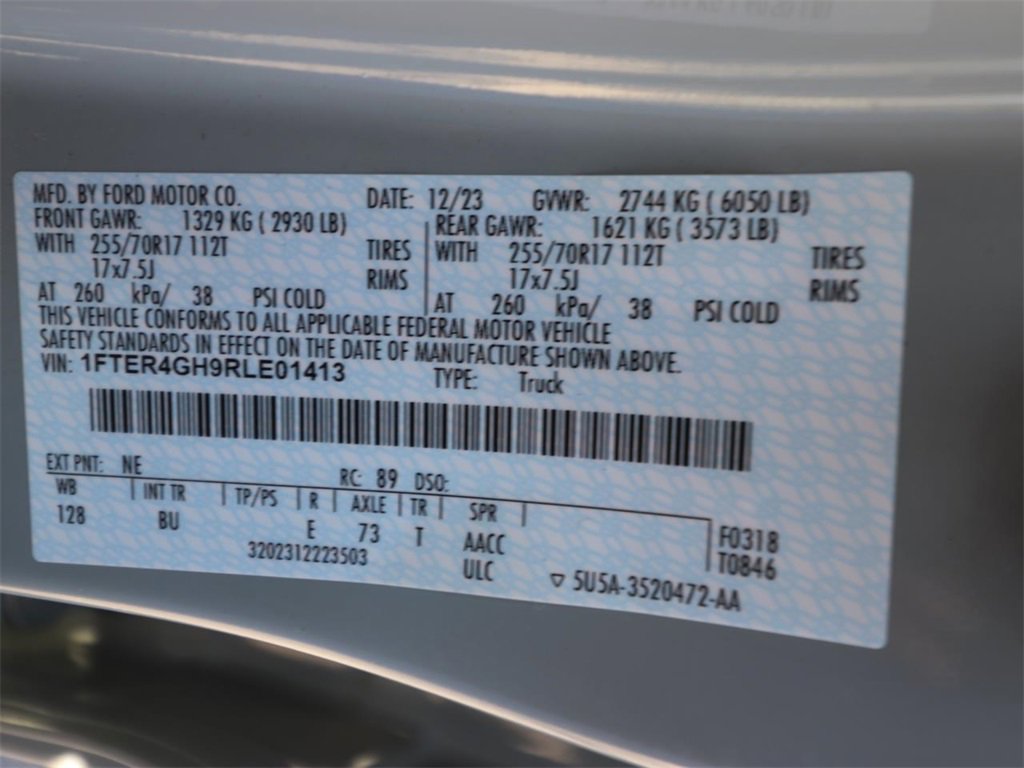 MFD. BY FORD MOTOR CO. DATE: 12/23 GVWR: 2744 KG ( 6050 LB)
FRONT GAWR: 1329 KG ( 2930 LB) REAR GAWR: 1621 KG ( 3573 LB)
WITH 255/70R17 112T TIRES WITH 255/70R17 112T TIRES
17x7.5J RIMS 17x7.5J RIMS
AT 260 kPa/ 38 PSI COLD AT 260 kPa/ 38 PSI COLD
THIS VEHICLE CONFORMS TO ALL APPLICABLE FEDERAL MOTOR VEHICLE
SAFETY STANDARDS IN EFFECT ON THE DATE OF MANUFACTURE SHOWN ABOVE.
VIN: 1FTER4GH9RLE01413 TYPE: Truck
EXT PNT: NE RC: 89 DSO:
WB INT TR TP/PS R AXLE TR SPR
128 BU E 73 T AACC F0318
3202312223503 ULC T0846
▽ 5U5A-3520472-AA